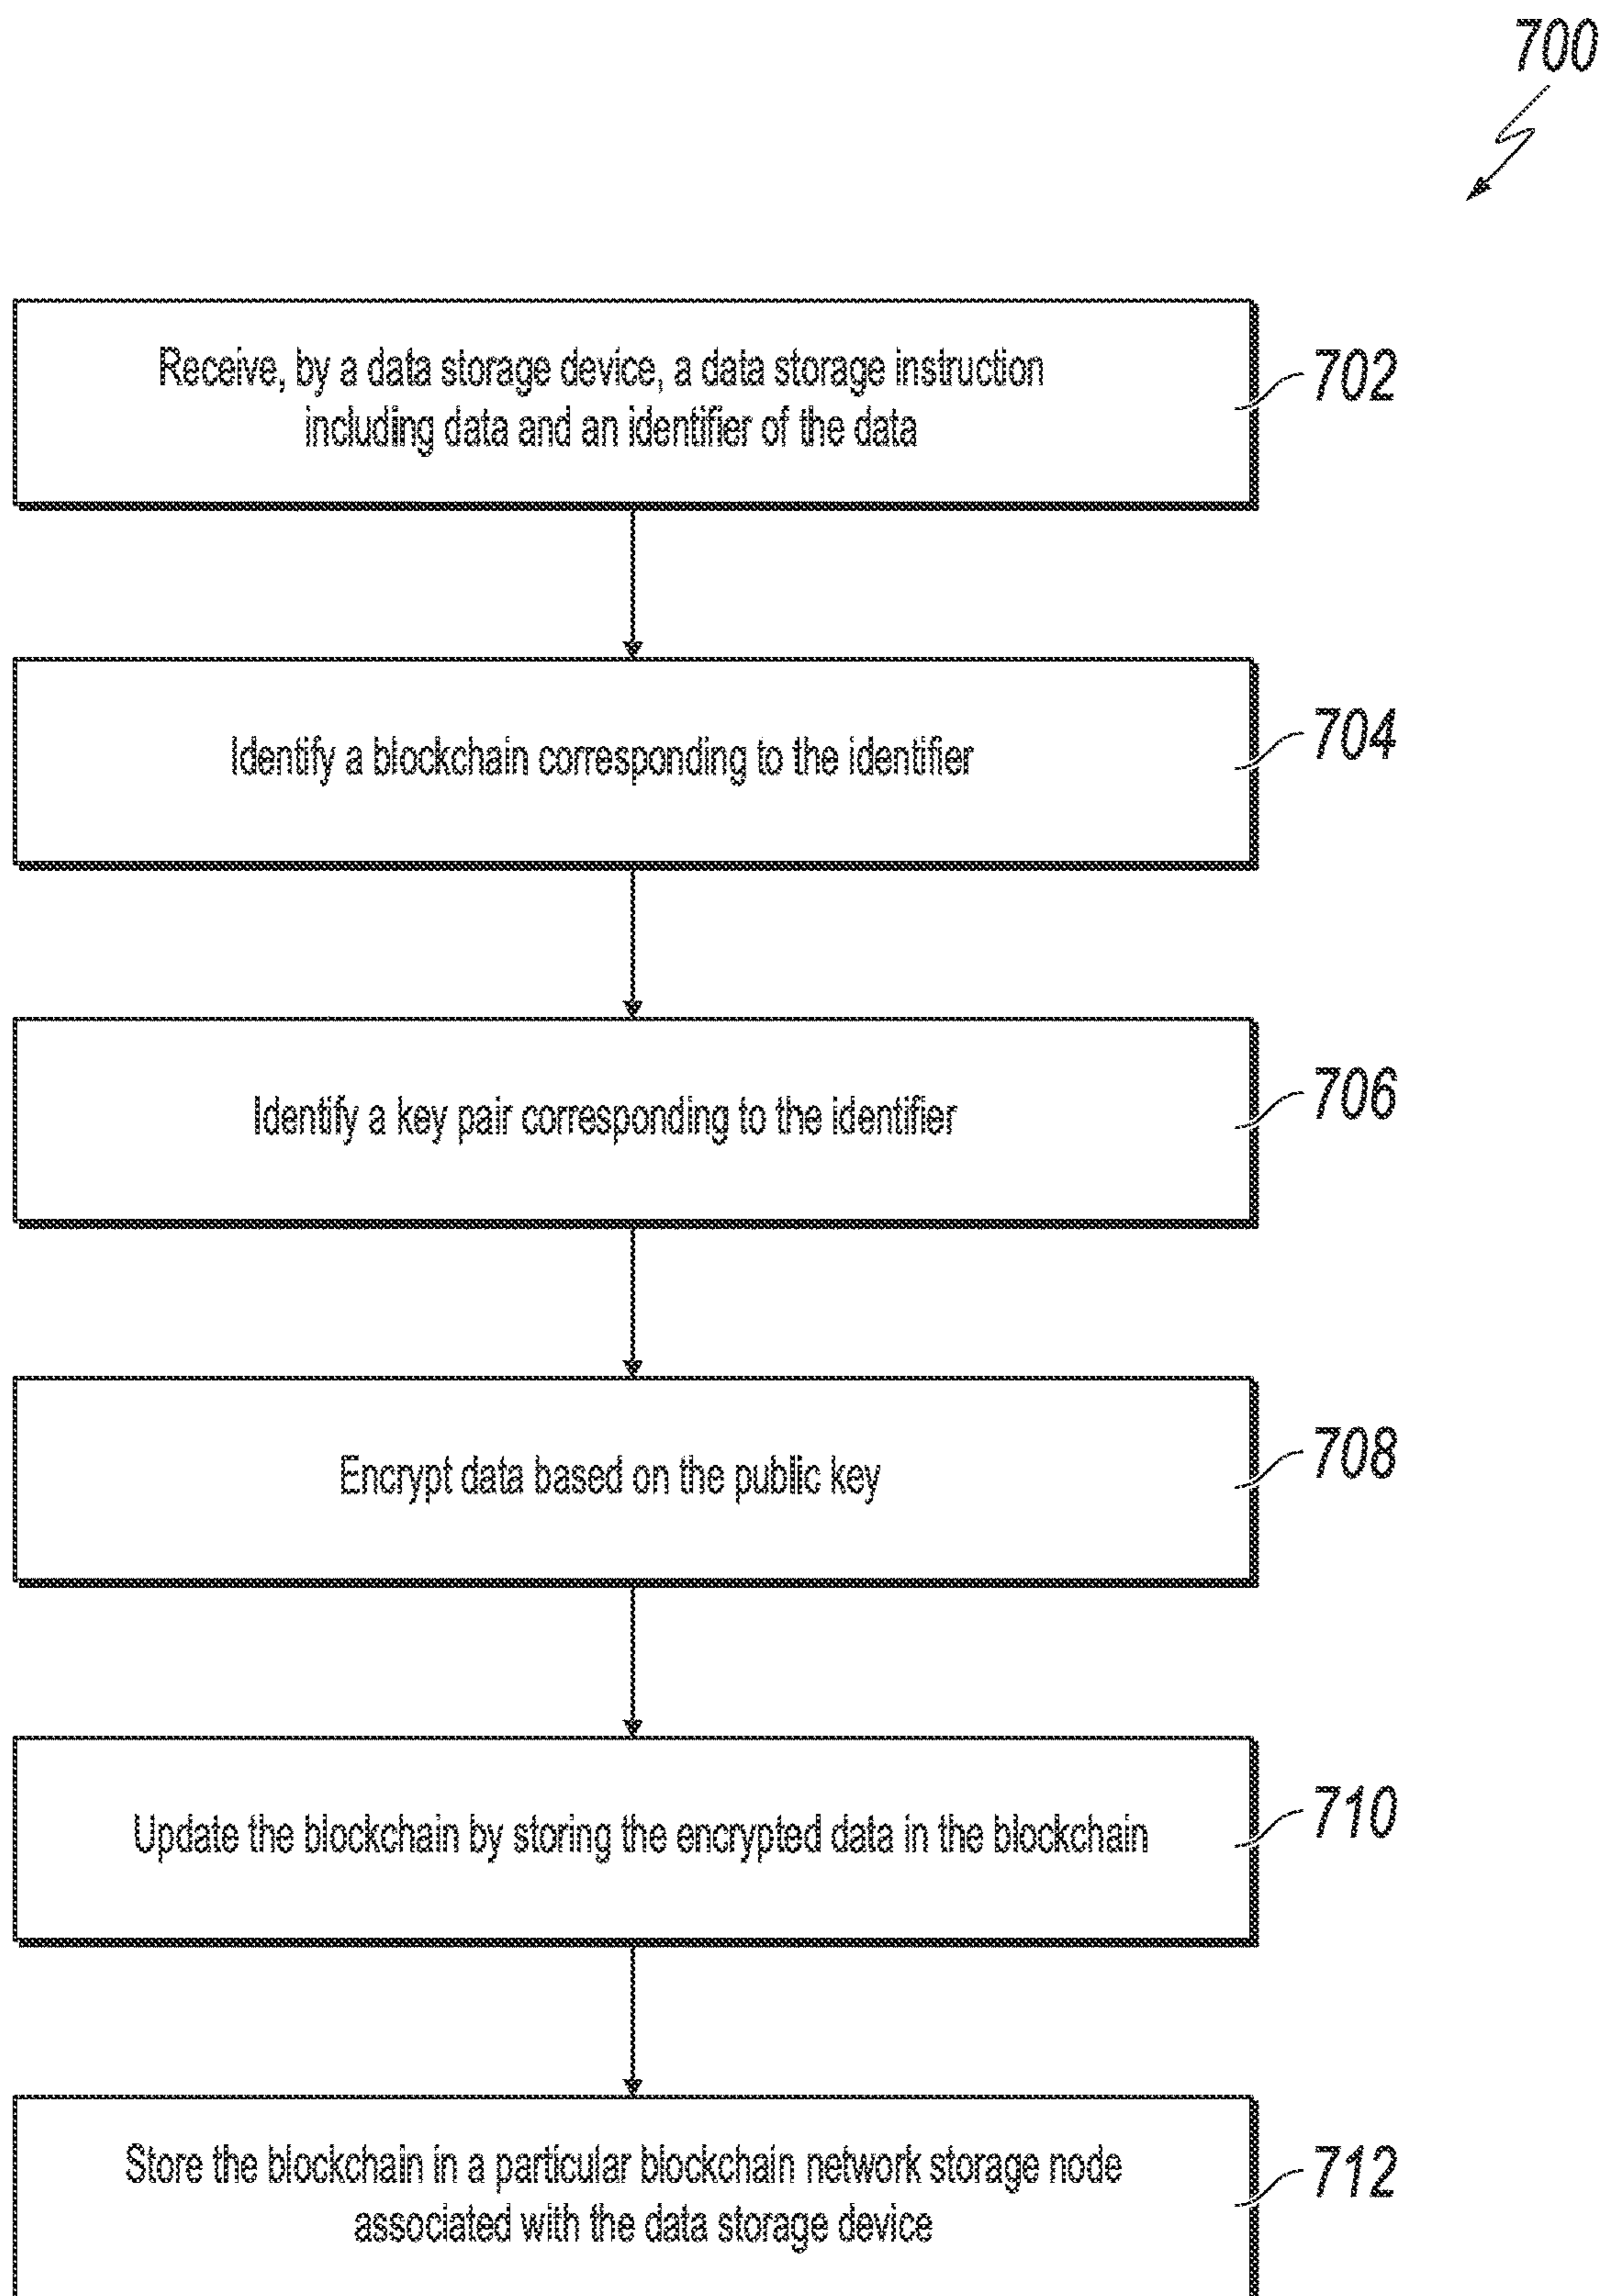 700
Receive, by a data storage device, a data storage instruction
including data and an identifier of the data
702
Identify a blockchain corresponding to the identifier
704
Identify a key pair corresponding to the identifier
706
Encrypt data based on the public key
708
Update the blockchain by storing the encrypted data in the blockchain
710
Store the blockchain in a particular blockchain network storage node
associated with the data storage device
712